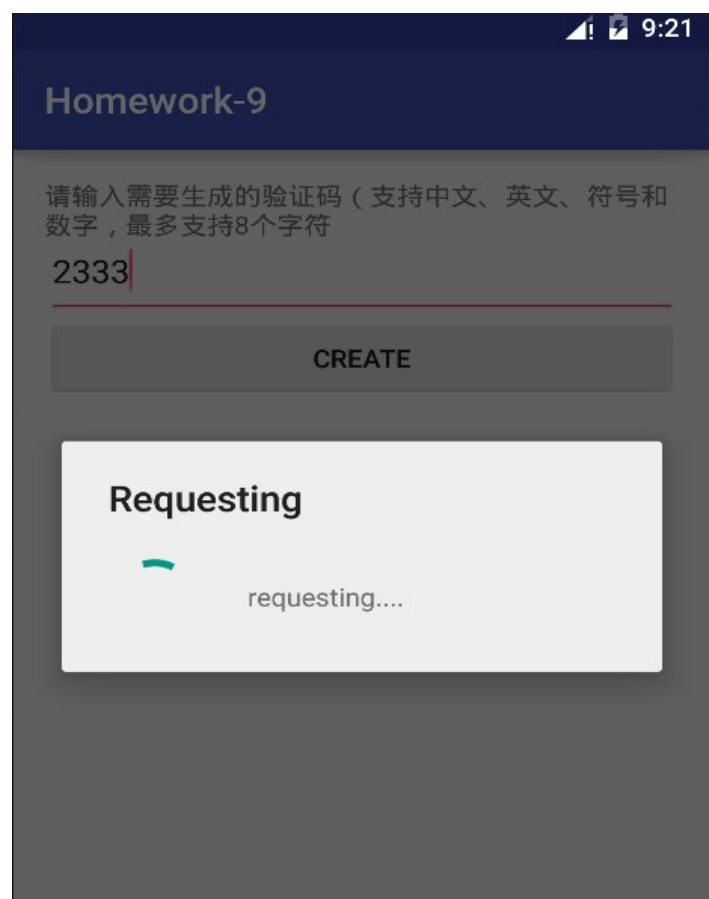 9:21
Homework-9
请输入需要生成的验证码（支持中文、英文、符号和
数字，最多支持8个字符
2333
CREATE
Requesting
requesting....